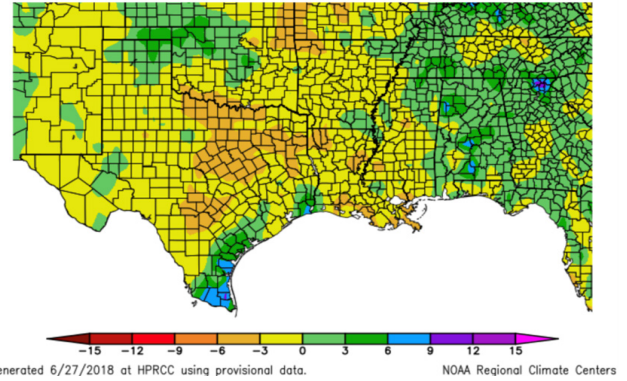 -15 -12 -9 -6 -3 0 3 6 9 12 15
enerated 6/27/2018 at HPRCC using provisional data.
NOAA Regional Climate Centers